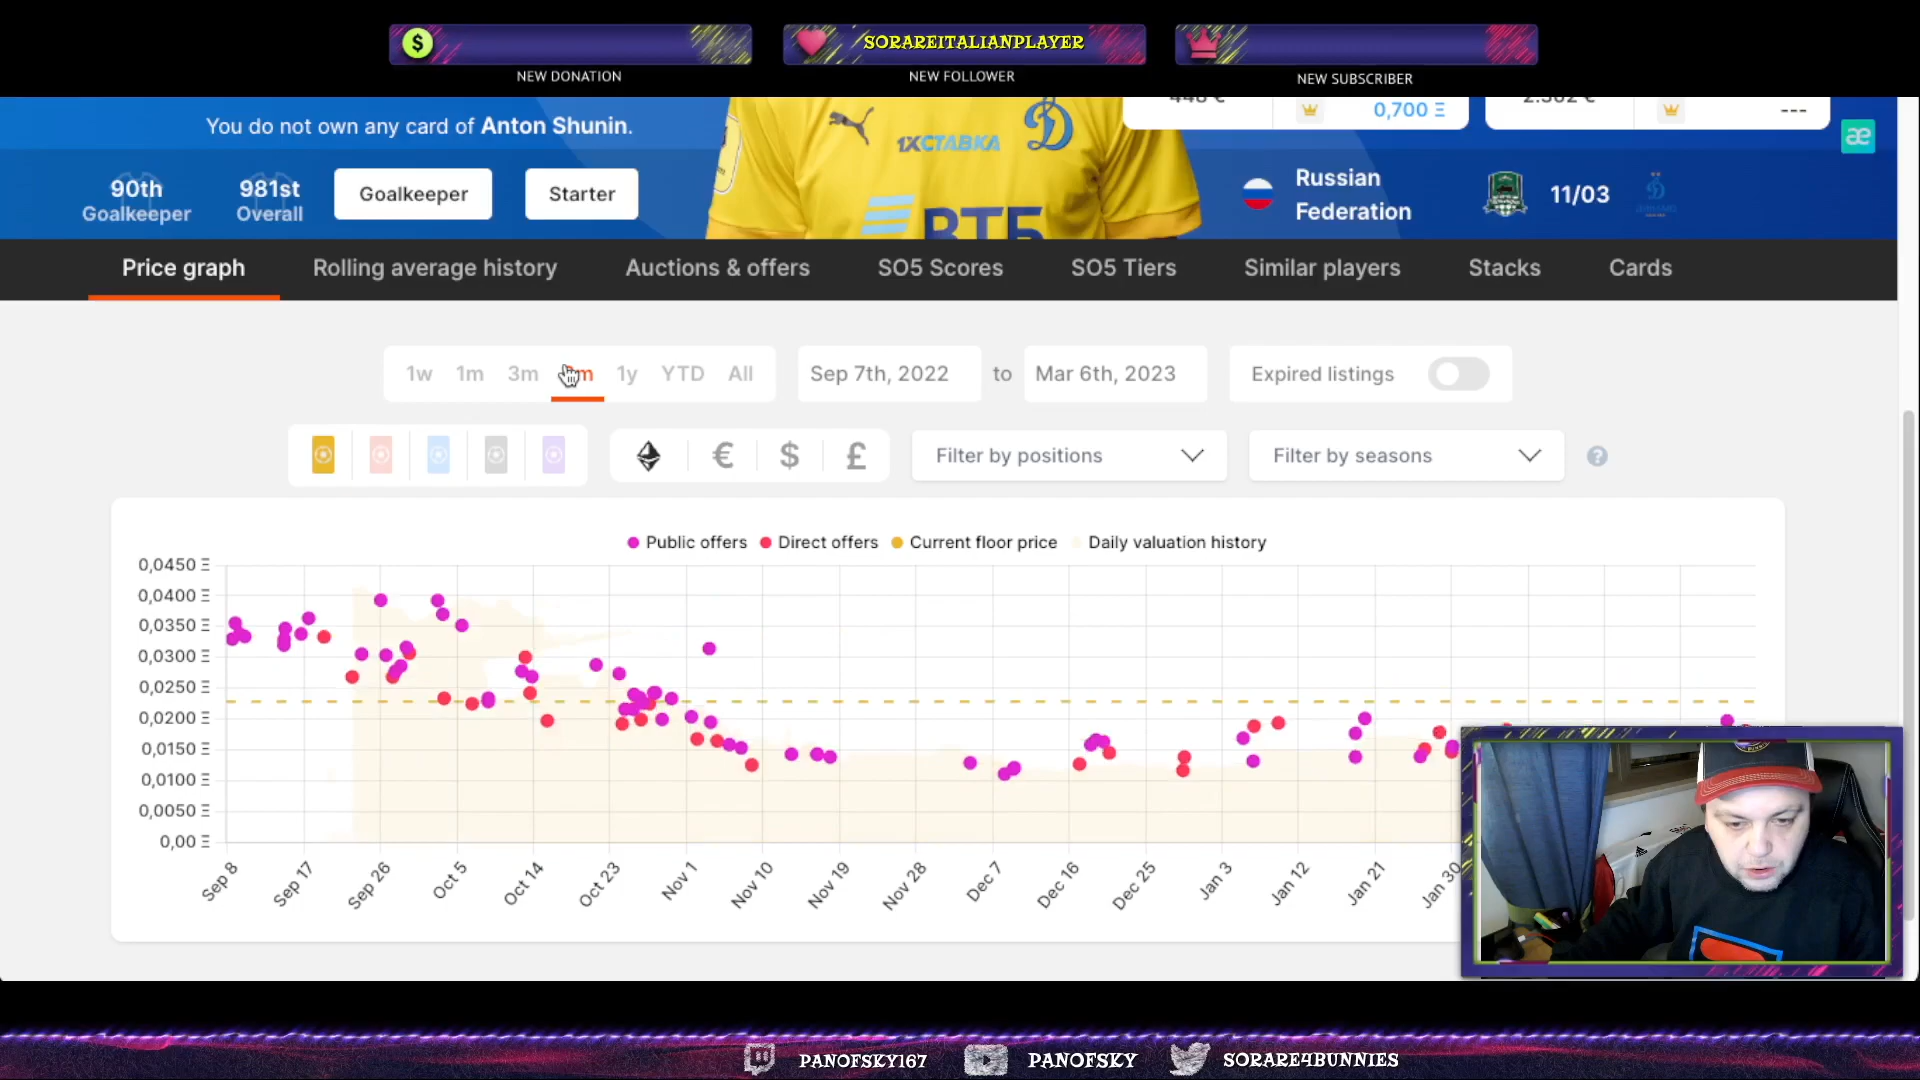 $
SORAREITALIANPLAYER
NEW DONATION
NEW FOLLOWER
NEW SUBSCRIBER
You do not own any card of Anton Shunin.
448 €
0,700 Ξ
2.302 €
---
æ
1XСТАВКА
ВТБ
90th
Goalkeeper
981st
Overall
Goalkeeper
Starter
Russian
Federation
11/03
Price graph
Rolling average history
Auctions & offers
SO5 Scores
SO5 Tiers
Similar players
Stacks
Cards
1w
1m
3m
1y
YTD
All
Sep 7th, 2022
to
Mar 6th, 2023
Expired listings
€
$
£
Filter by positions
Filter by seasons
?
Public offers
Direct offers
Current floor price
Daily valuation history
0,0450 Ξ
0,0400 Ξ
0,0350 Ξ
0,0300 Ξ
0,0250 Ξ
0,0200 Ξ
0,0150 Ξ
0,0100 Ξ
0,0050 Ξ
0,00 Ξ
Sep 8
Sep 17
Sep 26
Oct 5
Oct 14
Oct 23
Nov 1
Nov 10
Nov 19
Nov 28
Dec 7
Dec 16
Dec 25
Jan 3
Jan 12
Jan 21
Jan 30
PANOFSKY167
PANOFSKY
SORARE4BUNNIES